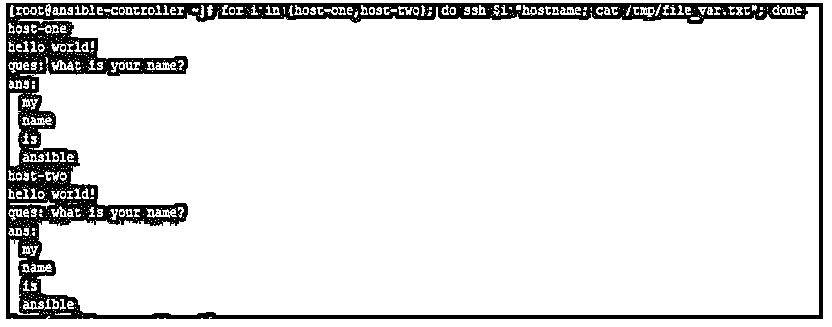 [root@ansible-controller ~]# for i in {host-one,host-two}; do ssh $i "hostname; cat /tmp/file_var.txt"; done
host-one
hello world!
ques: what is your name?
ans:
my
name
is
ansible
host-two
hello world!
ques: what is your name?
ans:
my
name
is
ansible